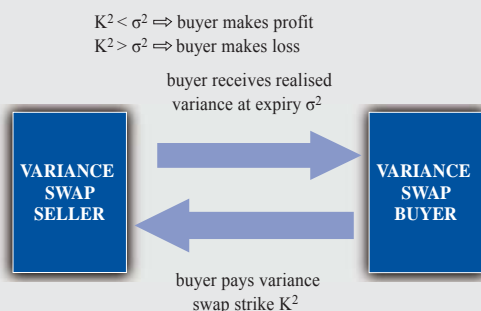 K² < σ² ⇒ buyer makes profit
K² > σ² ⇒ buyer makes loss
buyer receives realised
variance at expiry σ²
VARIANCE
SWAP
SELLER
VARIANCE
SWAP
BUYER
buyer pays variance
swap strike K²